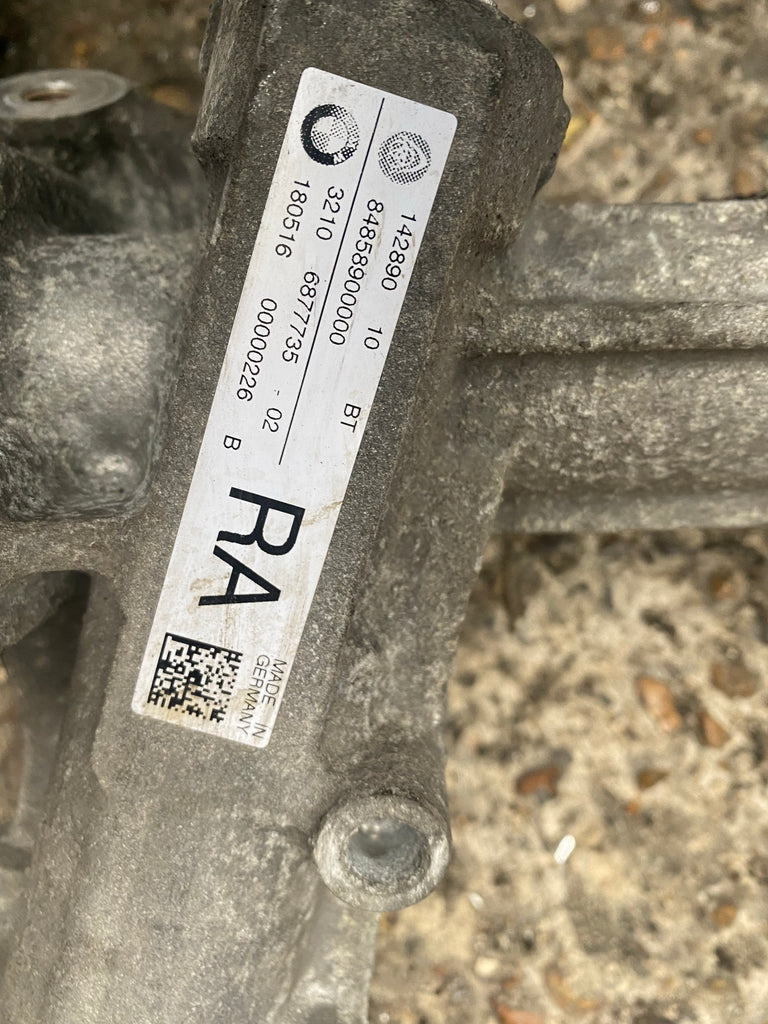 142890 10 BT
84858900000
3210 6877735 - 02
180516 00000226 B
RA
MADE IN
GERMANY